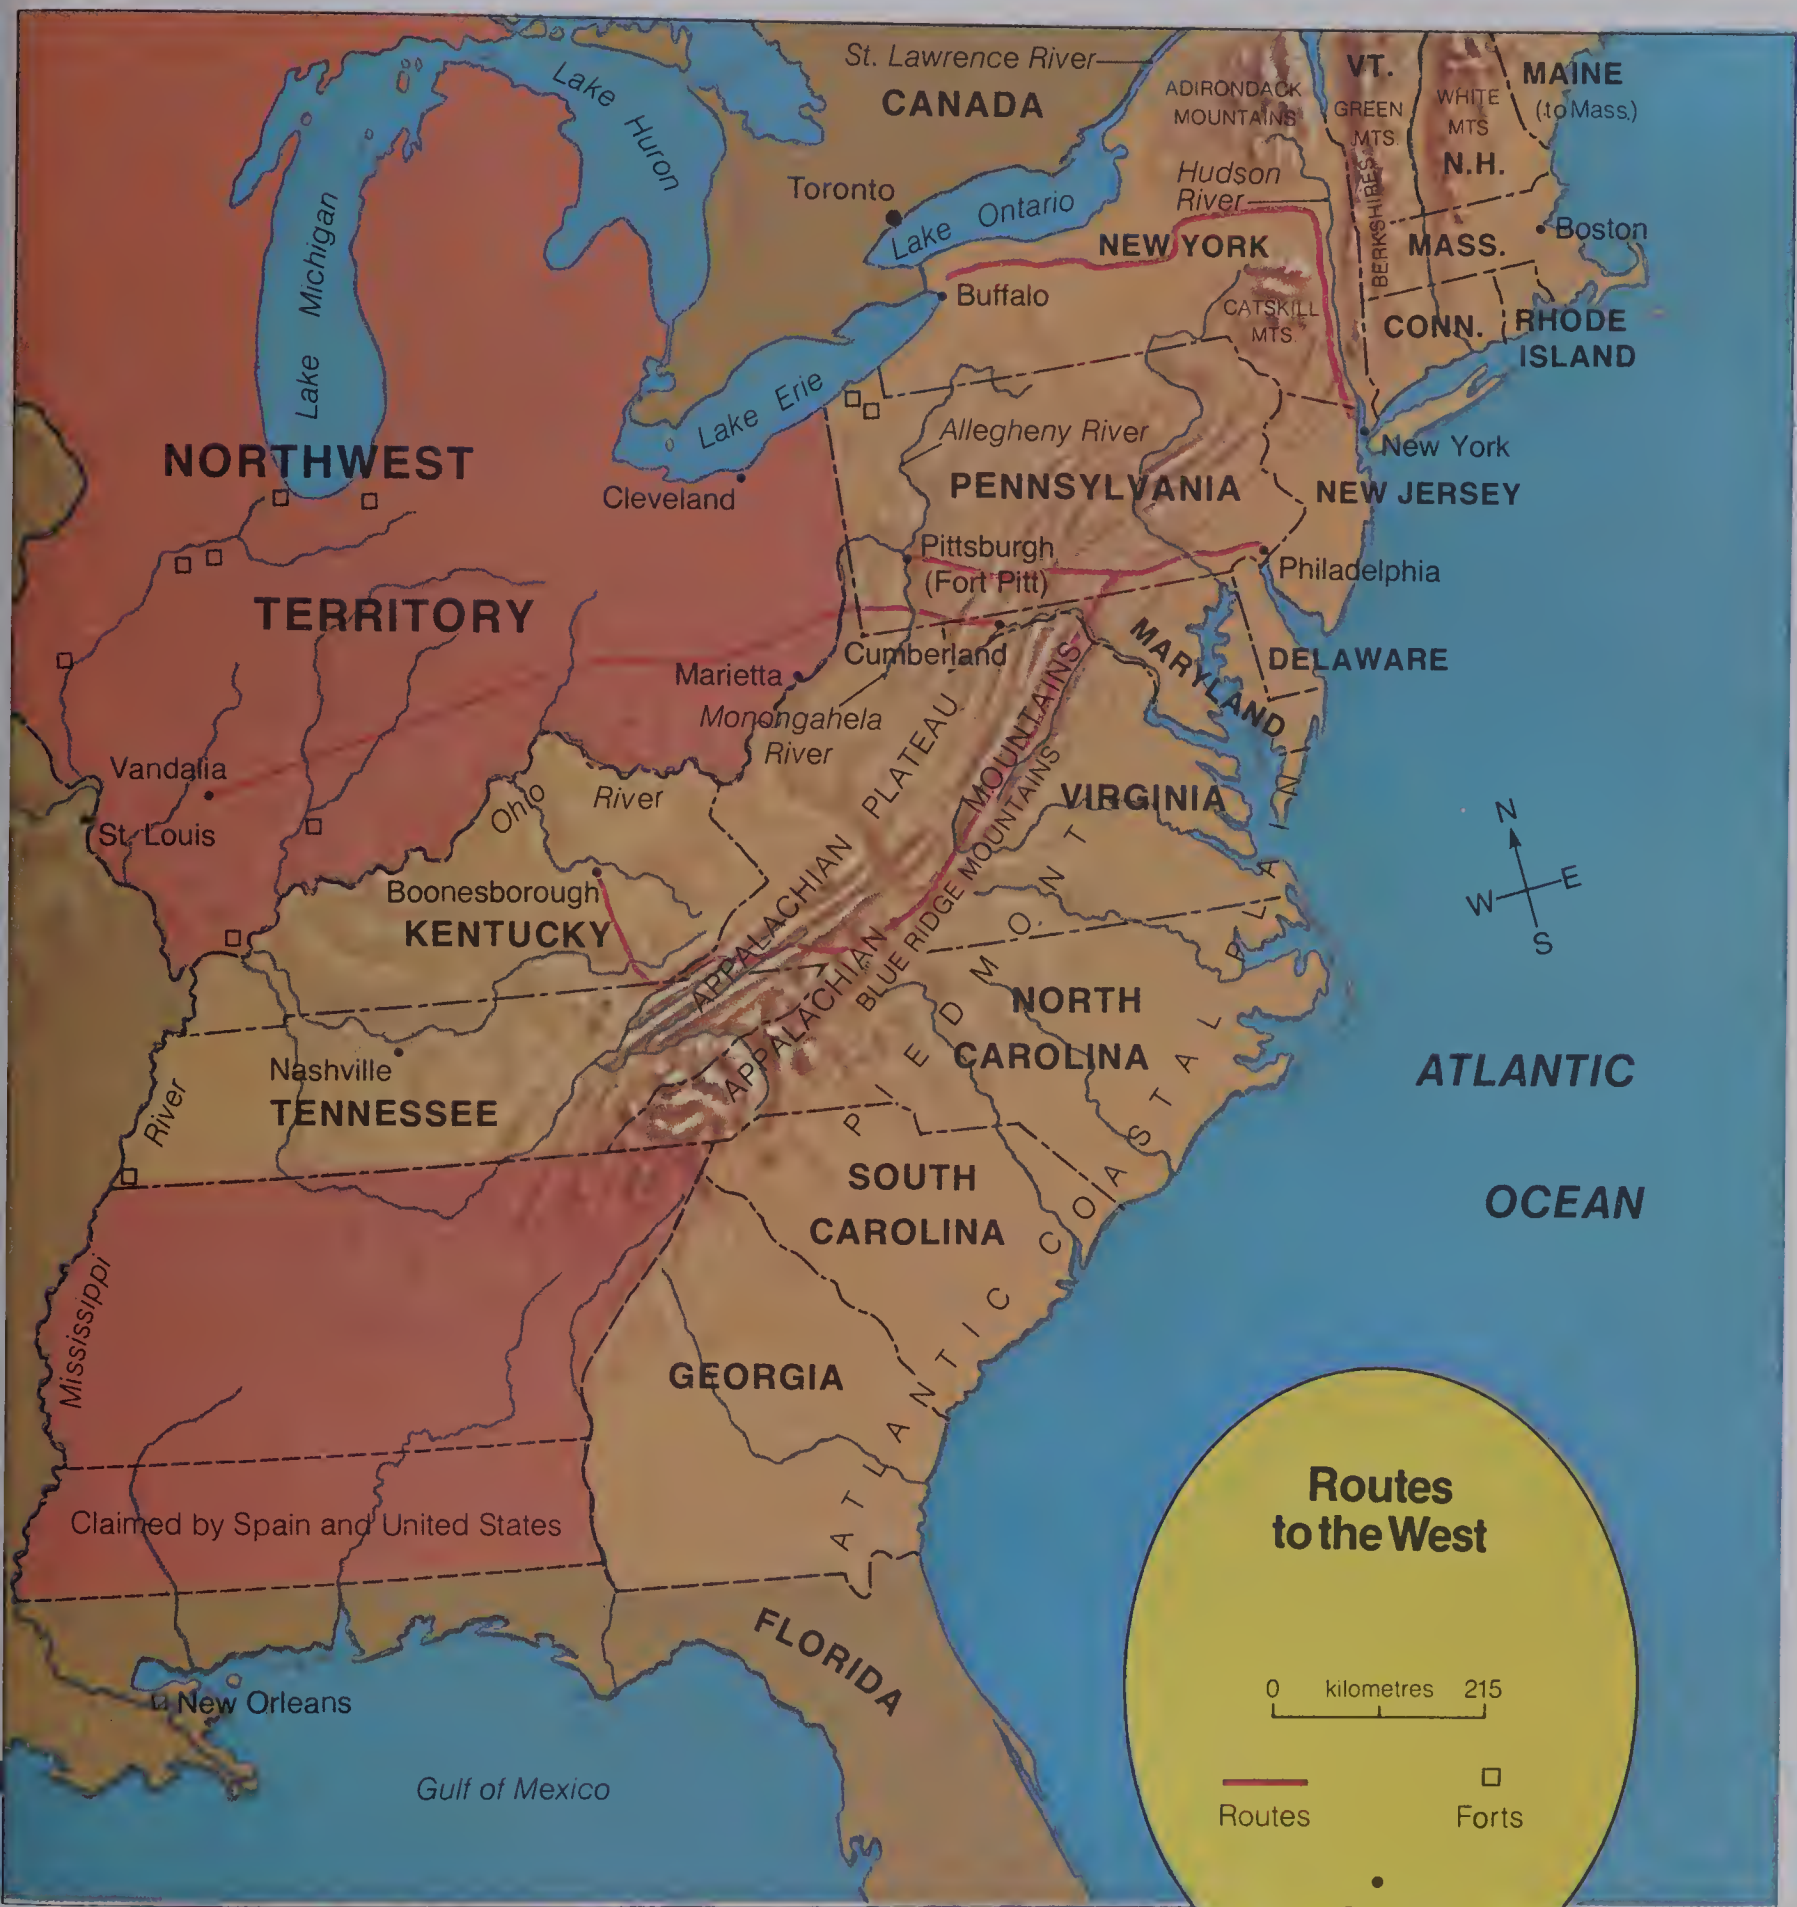 St. Lawrence River
CANADA
ADIRONDACK
MOUNTAINS
VT.
GREEN
MTS.
WHITE
MTS
N.H.
MAINE
(to Mass.)
Lake Huron
Lake Michigan
Toronto
Lake Ontario
Hudson
River
NEW YORK
BERKSHIRES
MASS.
Boston
Buffalo
CATSKILL
MTS.
CONN.
RHODE
ISLAND
Lake Erie
Allegheny River
New York
NORTHWEST
TERRITORY
Cleveland
PENNSYLVANIA
NEW JERSEY
Pittsburgh
(Fort Pitt)
Philadelphia
Cumberland
MARYLAND
DELAWARE
Marietta
Monongahela
River
Vandalia
St. Louis
Ohio River
APPALACHIAN PLATEAU
APPALACHIAN MOUNTAINS
BLUE RIDGE MOUNTAINS
VIRGINIA
PIEDMONT
ATLANTIC COASTAL PLAIN
N
W
E
S
Boonesborough
KENTUCKY
NORTH
CAROLINA
Nashville
TENNESSEE
Mississippi River
SOUTH
CAROLINA
ATLANTIC
OCEAN
GEORGIA
Claimed by Spain and United States
FLORIDA
New Orleans
Gulf of Mexico
Routes
to the West
0 kilometres 215
Routes
Forts